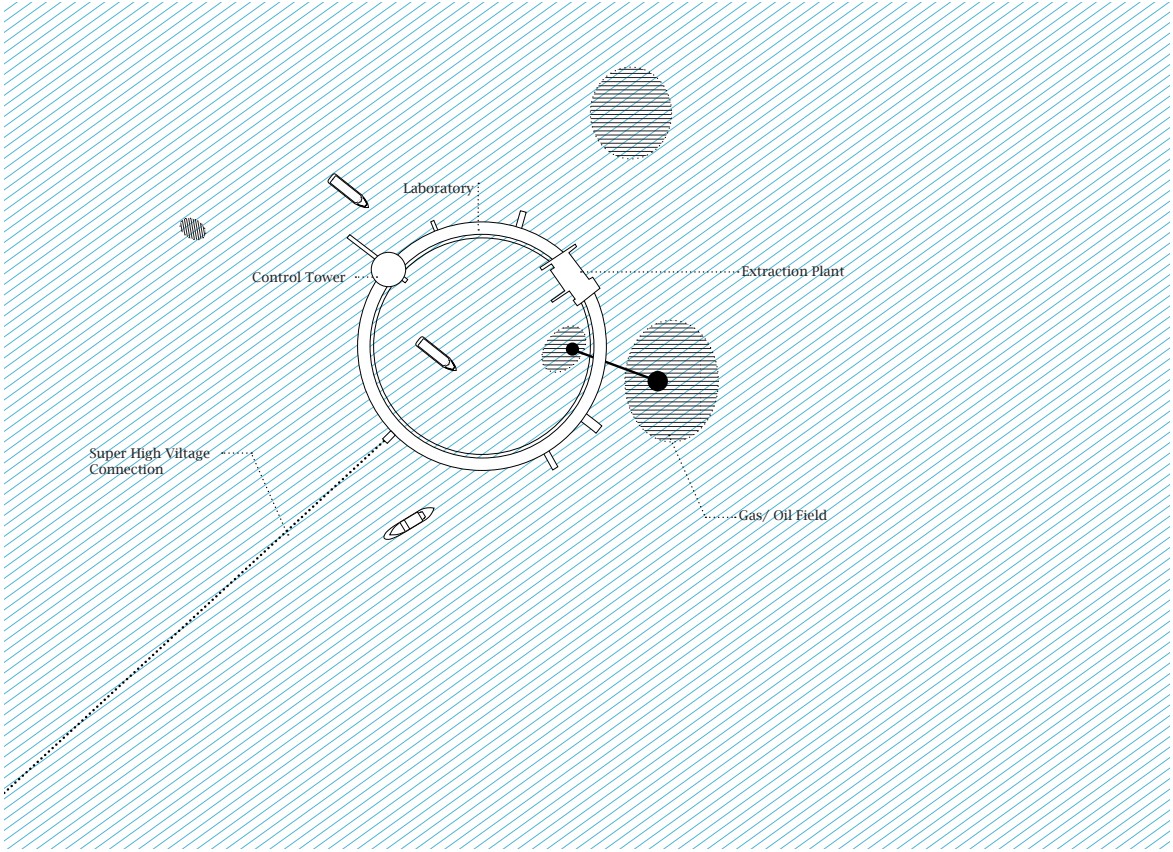 Laboratory
Control Tower
Extraction Plant
Super High Viltage
Connection
Gas/ Oil Field